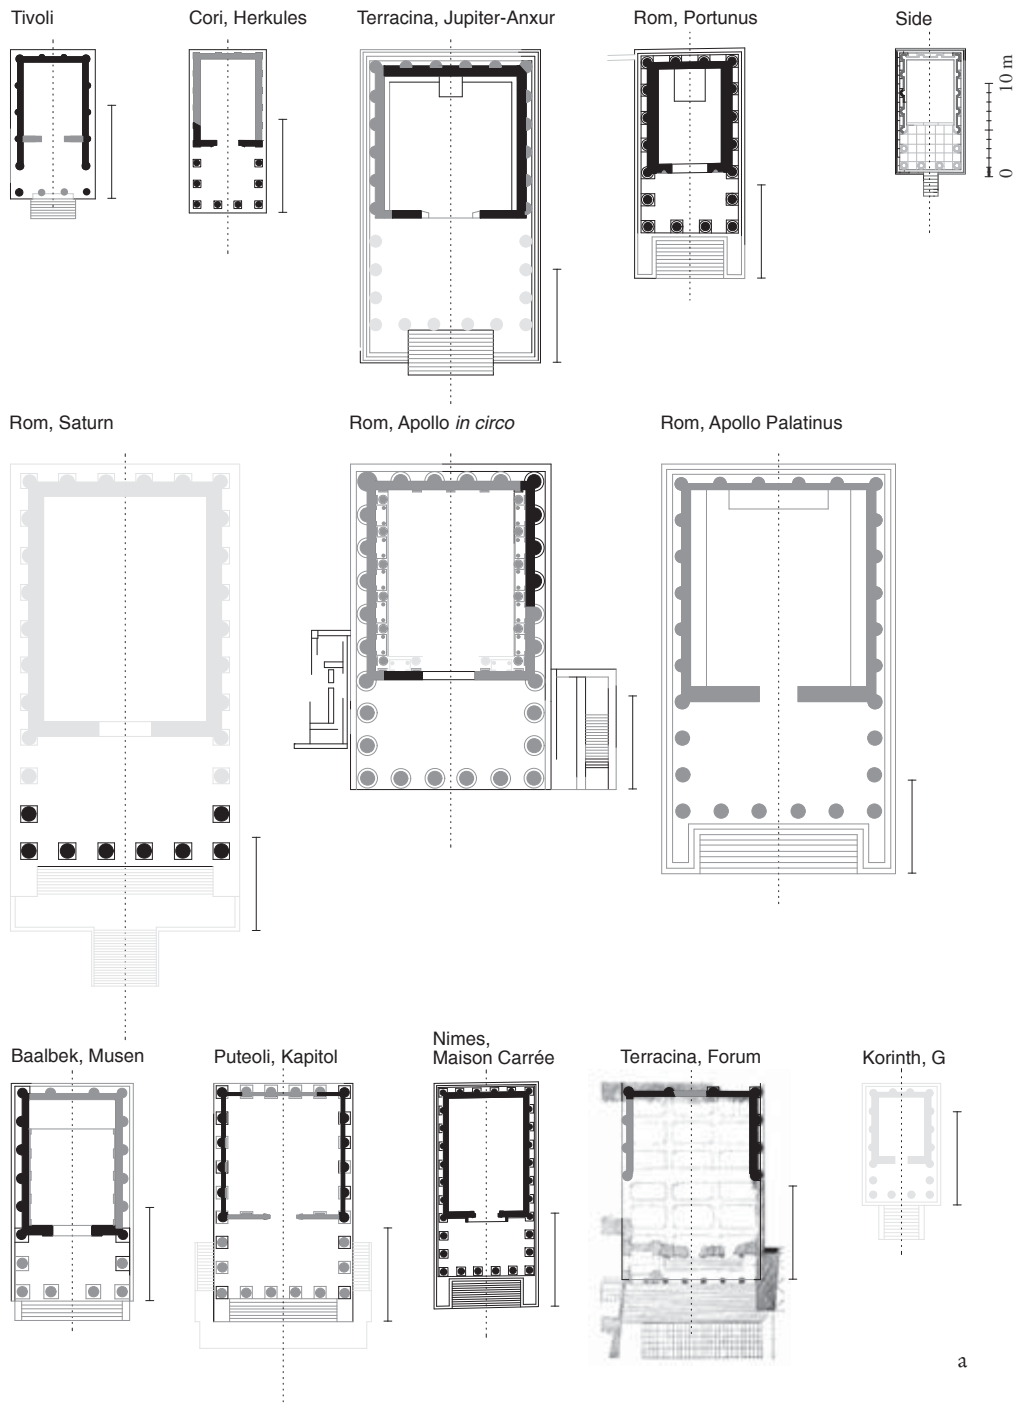 Tivoli
Cori, Herkules
Terracina, Jupiter-Anxur
Rom, Portunus
Side
10 m
0
Rom, Saturn
Rom, Apollo in circo
Rom, Apollo Palatinus
Baalbek, Musen
Puteoli, Kapitol
Nimes,
Maison Carrée
Terracina, Forum
Korinth, G
a